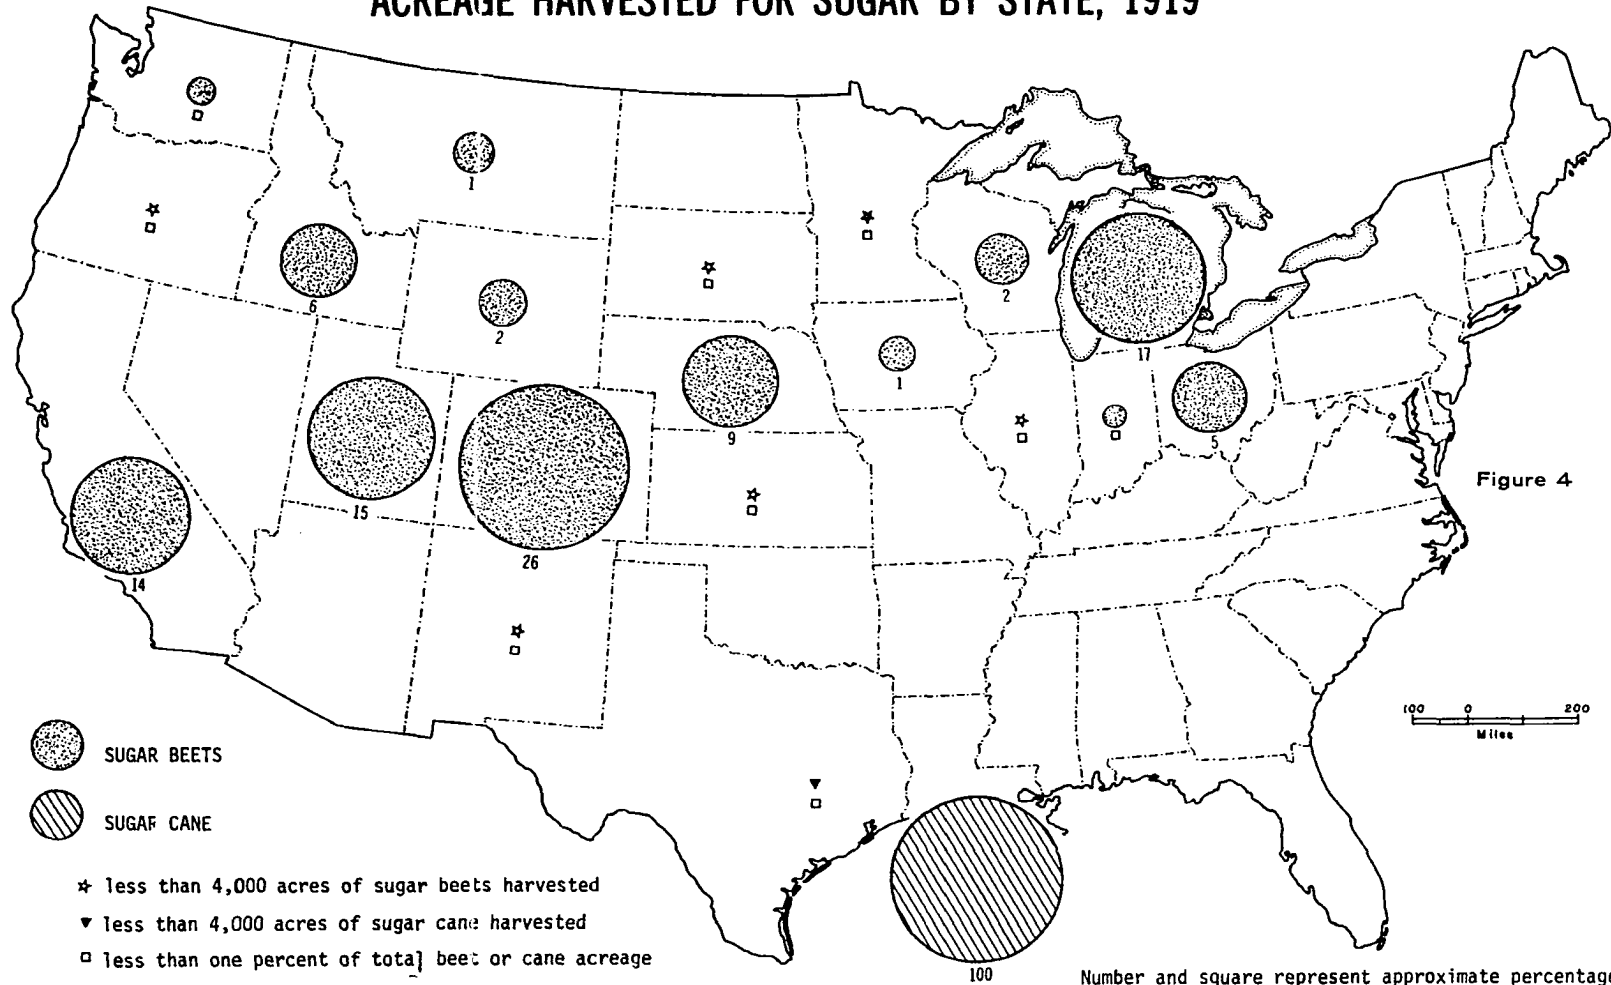 ACREAGE HARVESTED FOR SUGAR BY STATE, 1919
1
6
2
2
17
1
9
5
15
26
14
Figure 4
100 0 200
Miles
SUGAR BEETS
SUGAR CANE
less than 4,000 acres of sugar beets harvested
less than 4,000 acres of sugar cane harvested
less than one percent of total beet or cane acreage
100
Number and square represent approximate percentage